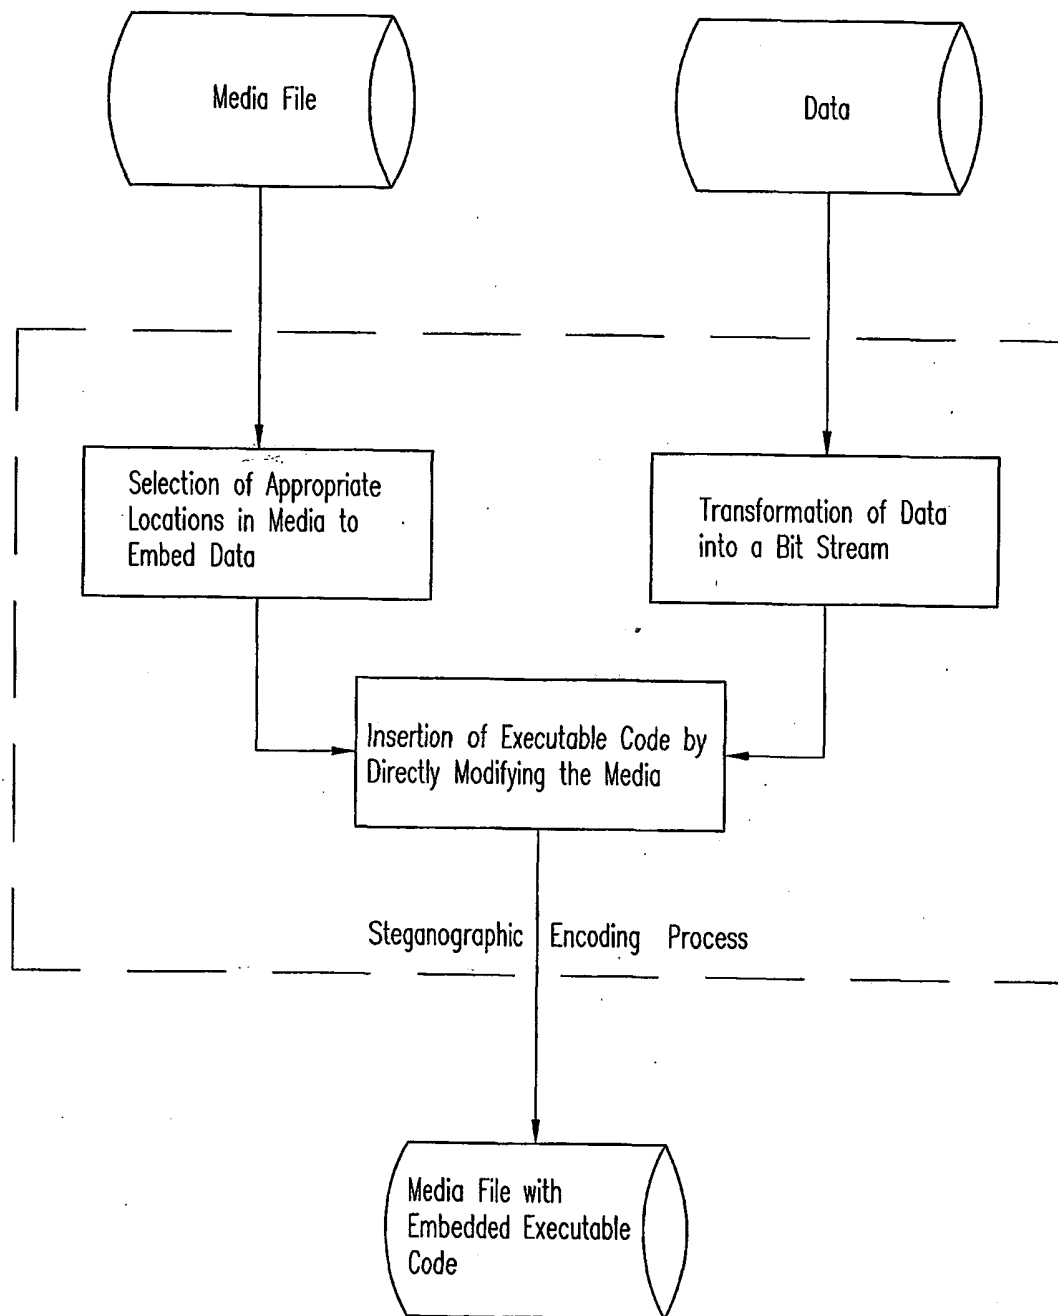 Media File
Data
Selection of Appropriate
Locations in Media to
Embed Data
Transformation of Data
into a Bit Stream
Insertion of Executable Code by
Directly Modifying the Media
Steganographic Encoding Process
Media File with
Embedded Executable
Code